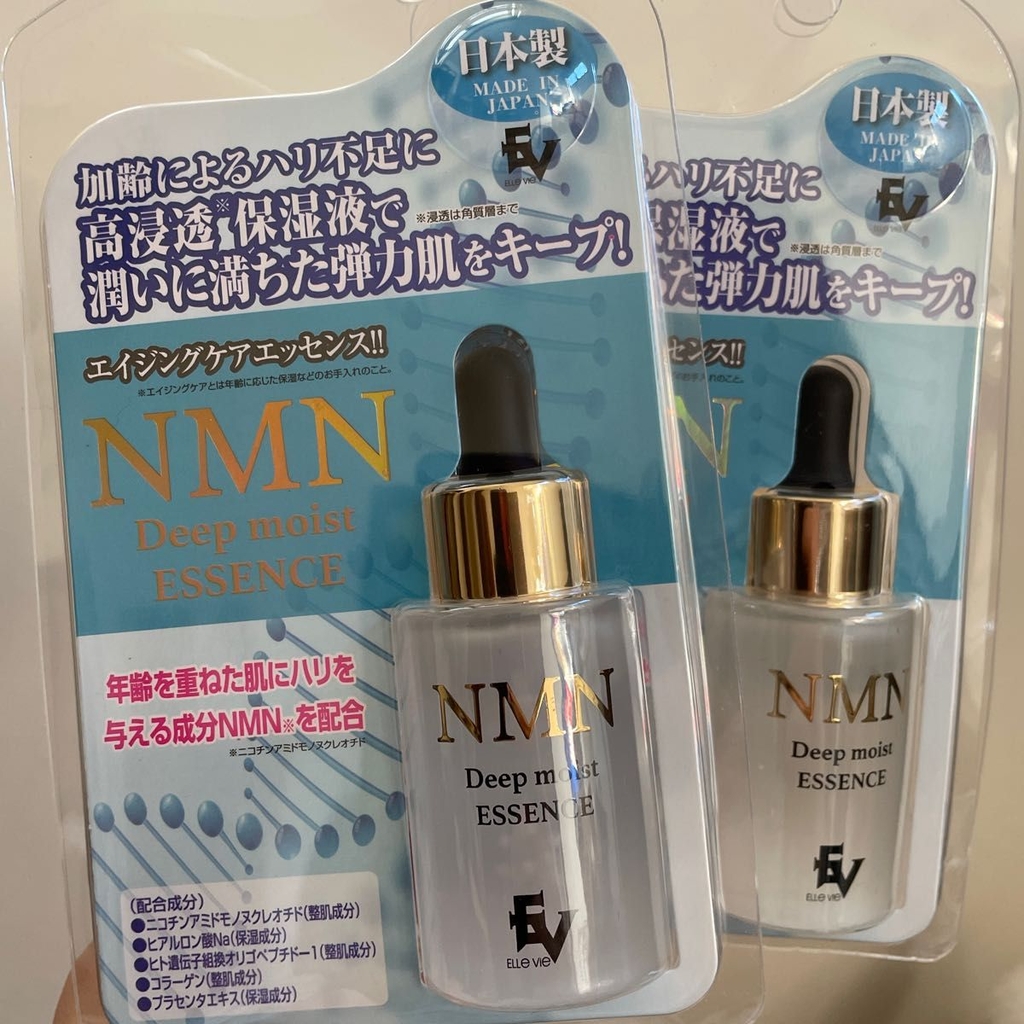 日本製
MADE IN
JAPAN
EV
ELLE vie
加齢によるハリ不足に
高浸透※保湿液で ※浸透は角質層まで
潤いに満ちた弾力肌をキープ!
エイジングケアエッセンス!!
※エイジングケアとは年齢に応じた保湿などのお手入れのこと。
NMN
Deep moist
ESSENCE
年齢を重ねた肌にハリを
与える成分NMN※を配合
※ニコチンアミドモノヌクレオチド
(配合成分)
●ニコチンアミドモノヌクレオチド(整肌成分)
●ヒアルロン酸Na(保湿成分)
●ヒト遺伝子組換オリゴペプチド-1(整肌成分)
●コラーゲン(整肌成分)
●プラセンタエキス(保湿成分)
NMN
Deep moist
ESSENCE
EV
ELLE vie
日本製
MADE IN
JAPAN
EV
ELLE vie
ハリ不足に
湿液で ※浸透は角質層まで
た弾力肌をキープ!
センス!!
お手入れのこと。
N
NMN
Deep moist
ESSENCE
EV
ELLE vie